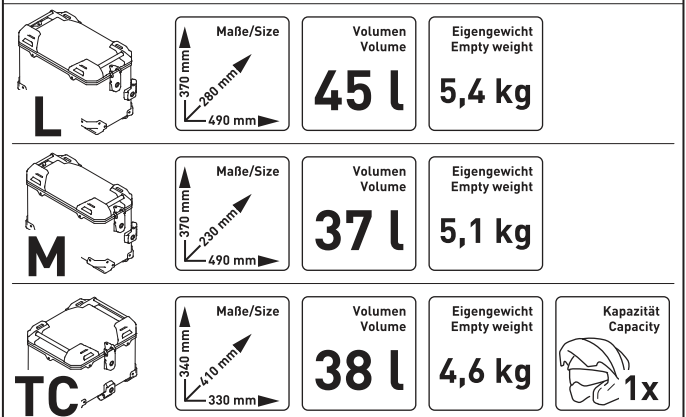 L
Maße/Size
370 mm
280 mm
490 mm
Volumen
Volume
45 l
Eigengewicht
Empty weight
5,4 kg
M
Maße/Size
370 mm
230 mm
490 mm
Volumen
Volume
37 l
Eigengewicht
Empty weight
5,1 kg
TC
Maße/Size
340 mm
410 mm
330 mm
Volumen
Volume
38 l
Eigengewicht
Empty weight
4,6 kg
Kapazität
Capacity
1x